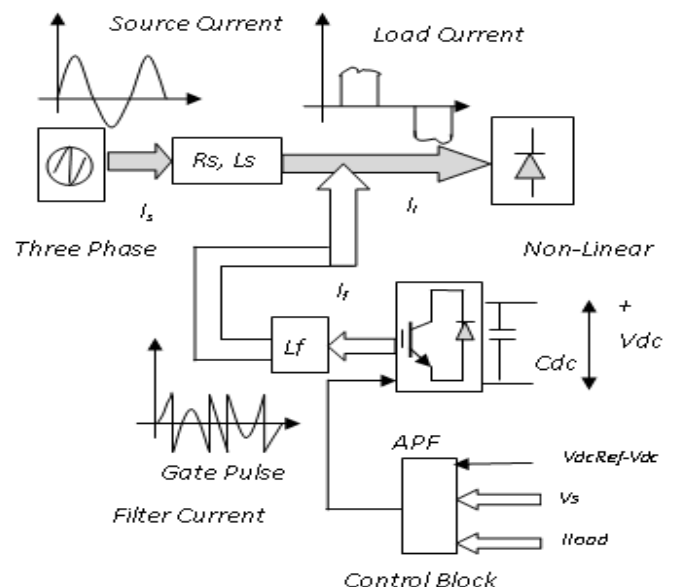 Source Current
Load Current
Rs, Ls
Is
Il
Three Phase
Non-Linear
If
Lf
+
Vdc
Cdc
Gate Pulse
APF
VdcRef-Vdc
Filter Current
Vs
Iload
Control Block